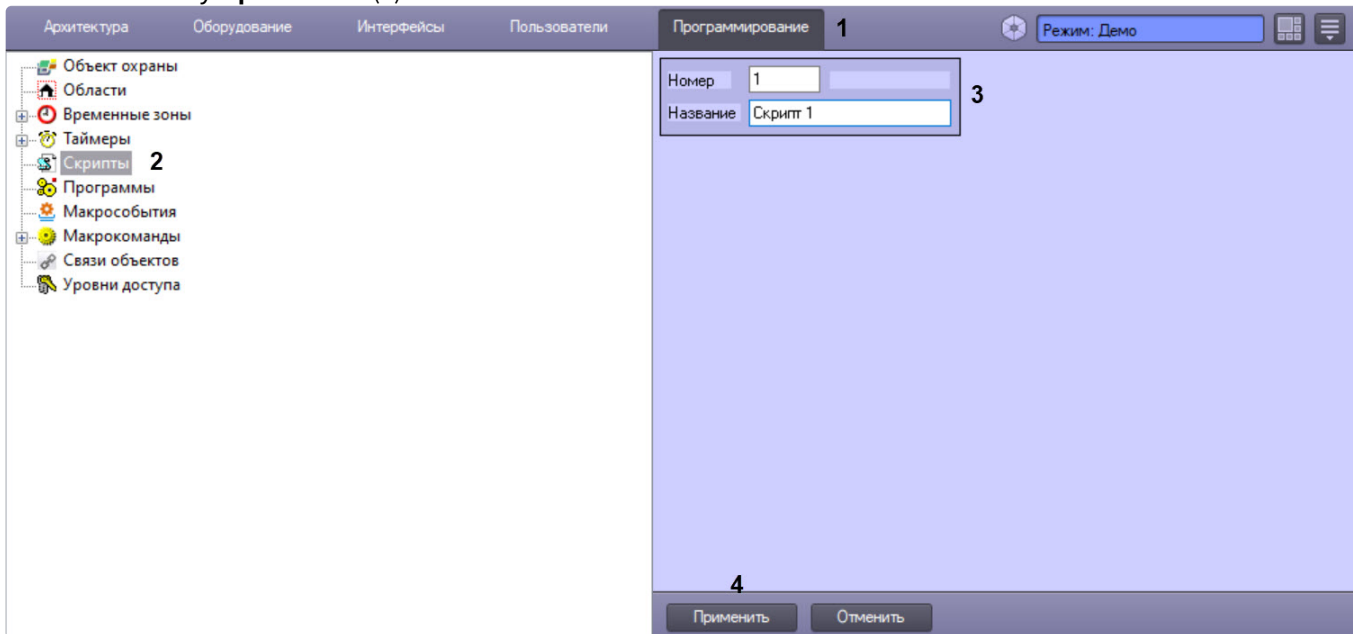 Архитектура Оборудование Интерфейсы Пользователи Программирование 1 Режим: Демо
Объект охраны
Области
Временные зоны
Таймеры
Скрипты 2
Программы
Макрособытия
Макрокоманды
Связи объектов
Уровни доступа
Номер 1
Название Скрипт 1
3
4
Применить Отменить